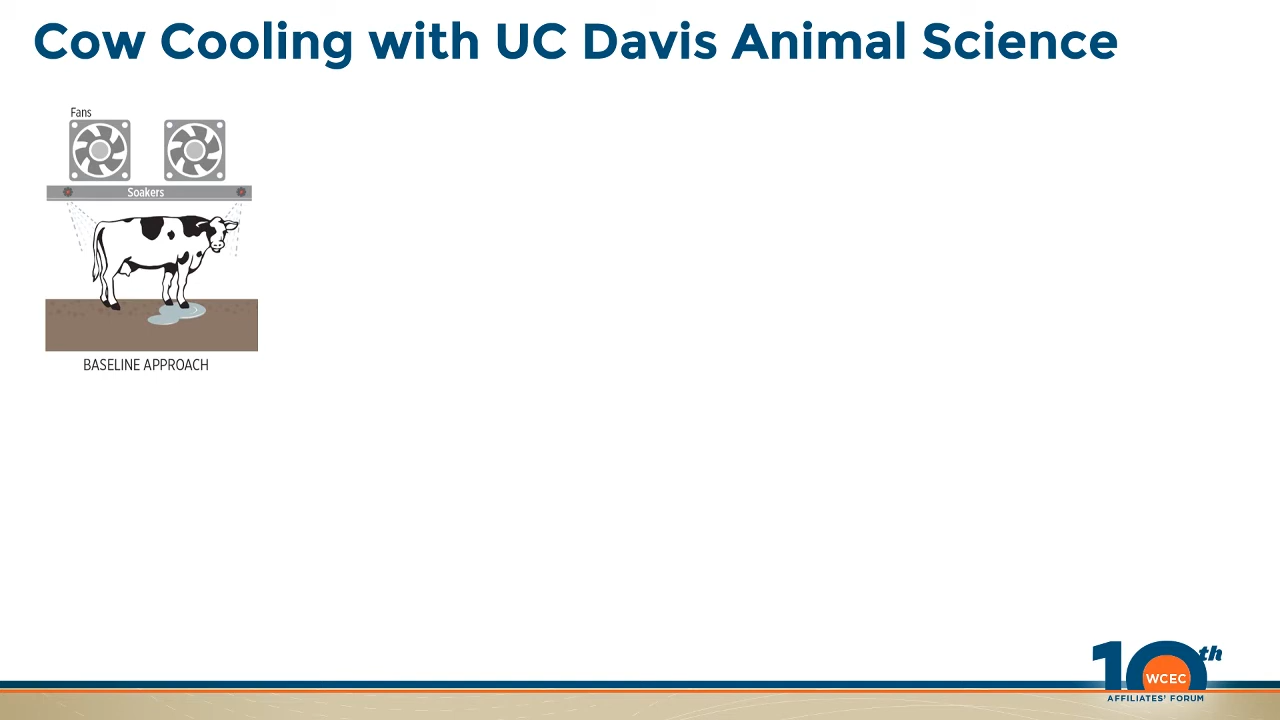 Cow Cooling with UC Davis Animal Science
Fans
Soakers
BASELINE APPROACH
10th
WCEC
AFFILIATES' FORUM